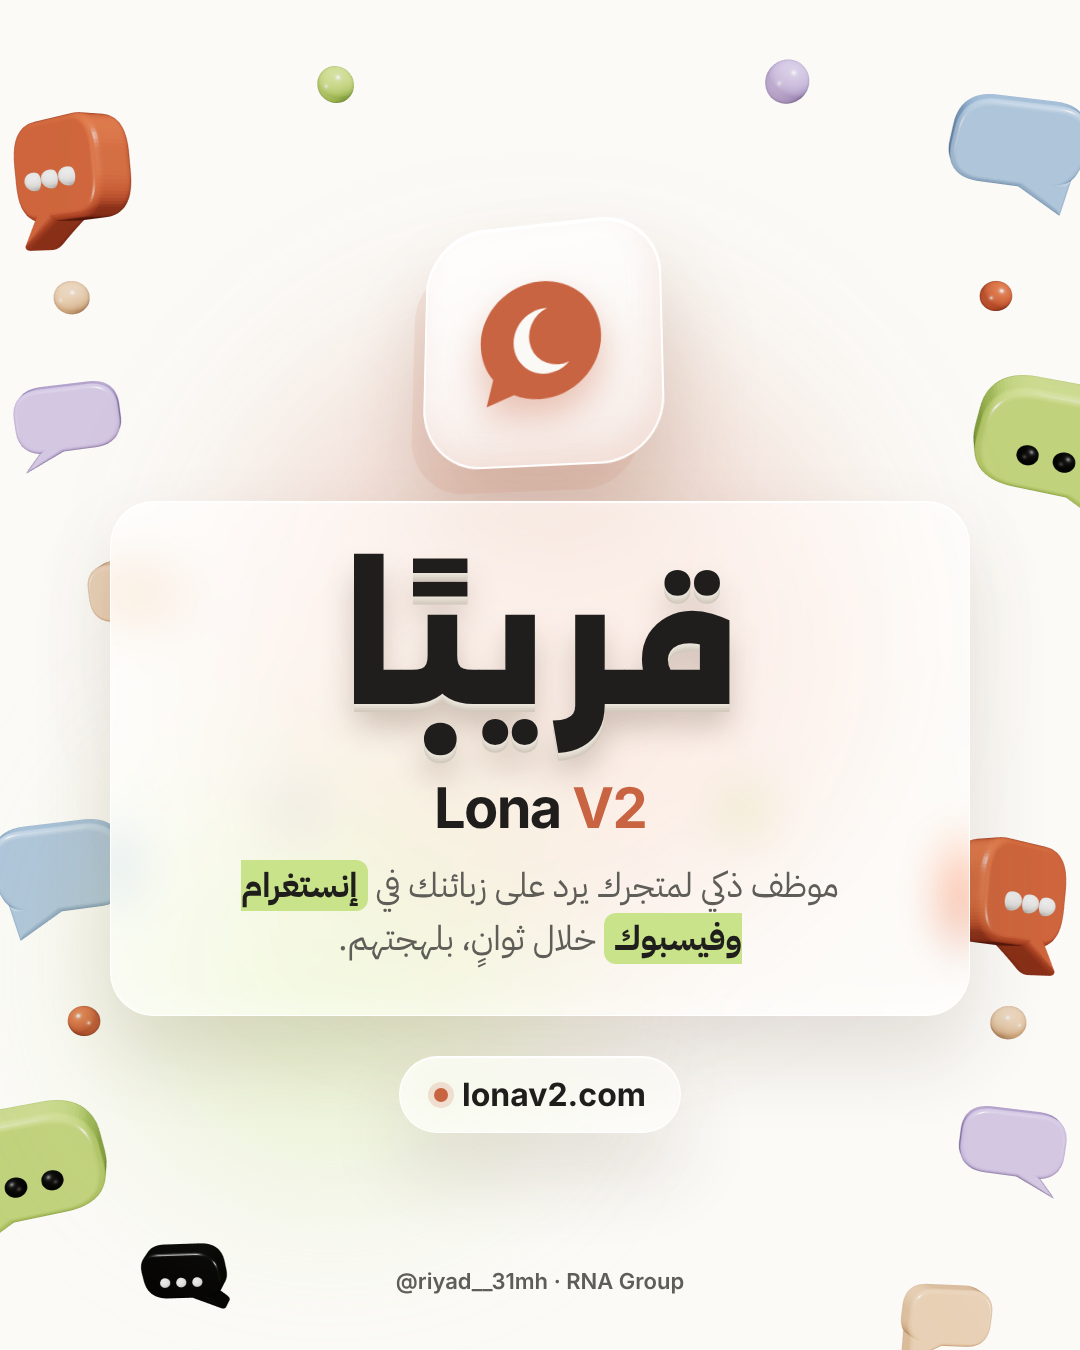 قريبًا
Lona V2
موظف ذكي لمتجرك يرد على زبائنك في إنستغرام
وفيسبوك خلال ثوانٍ، بلهجتهم.
lonav2.com
@riyad__31mh · RNA Group